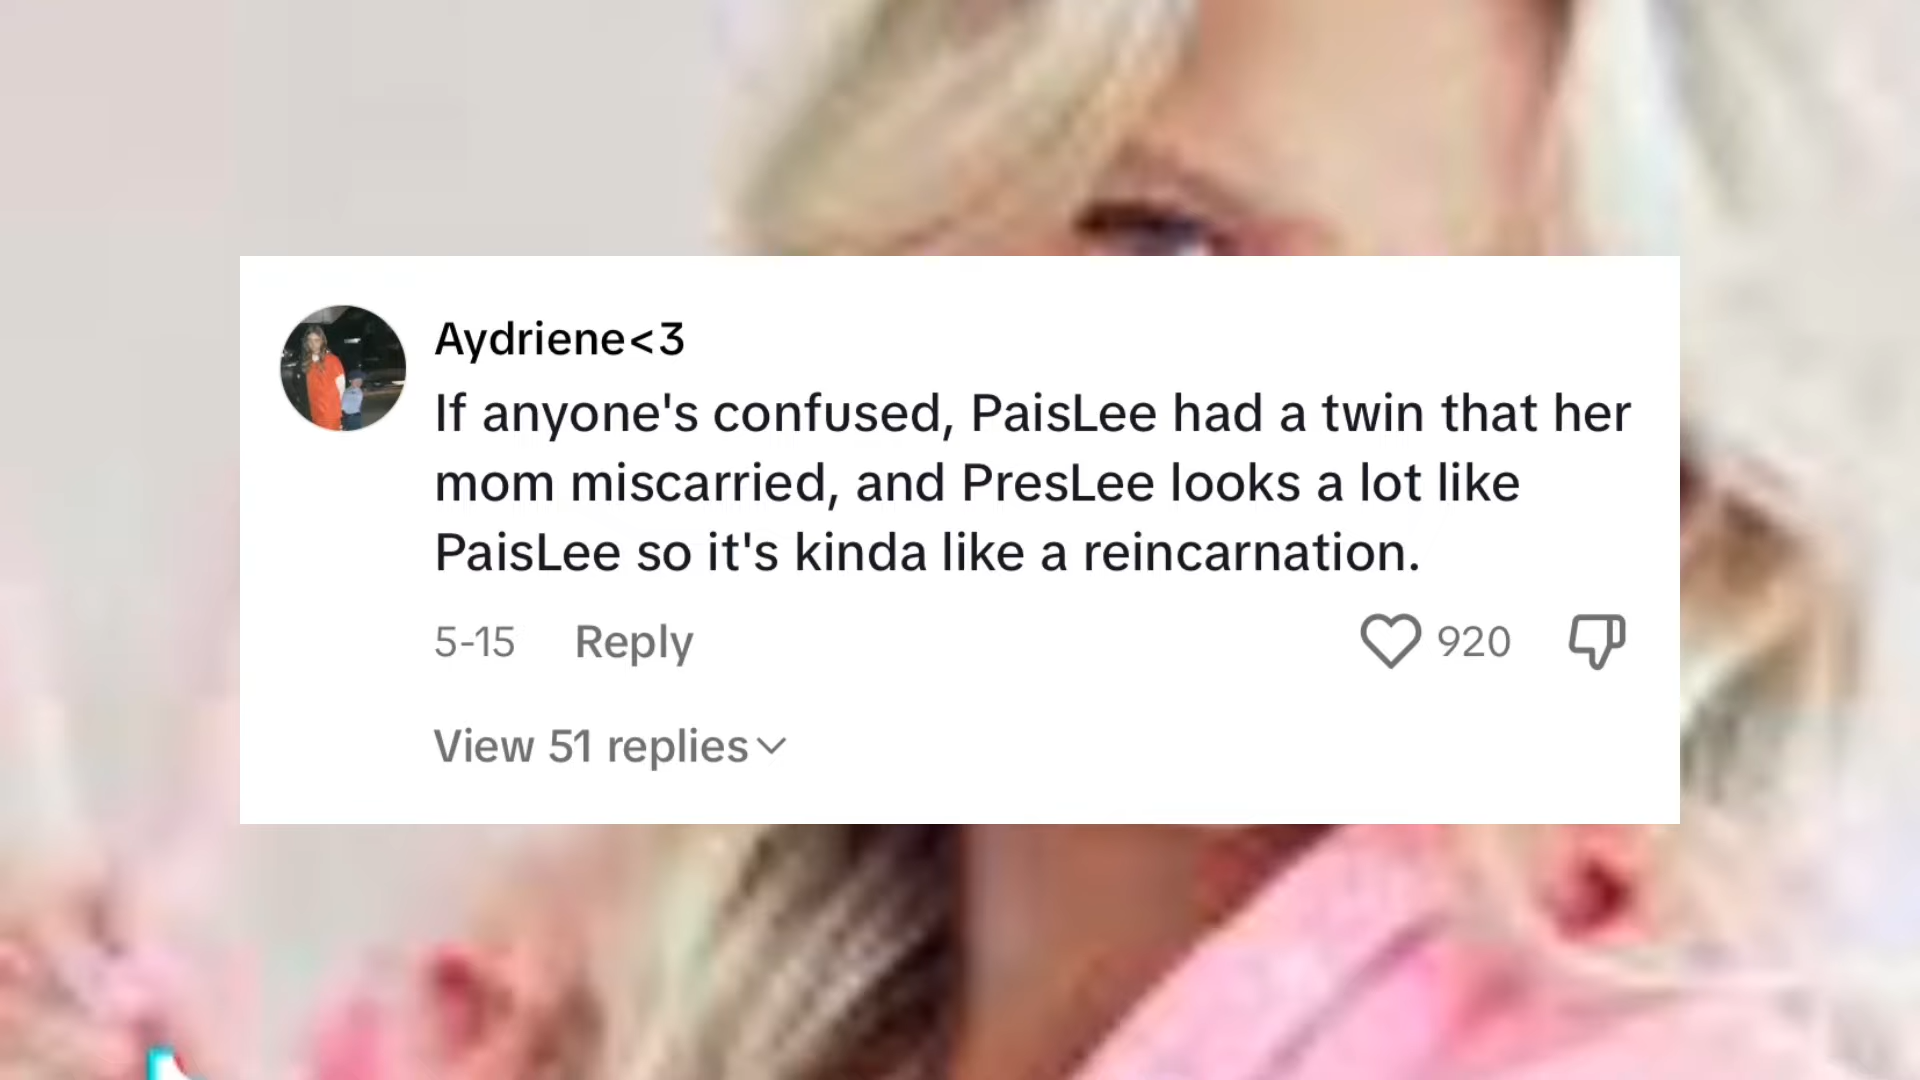 Aydriene<3
If anyone's confused, PaisLee had a twin that her
mom miscarried, and PresLee looks a lot like
PaisLee so it's kinda like a reincarnation.
5-15 Reply 920
View 51 replies